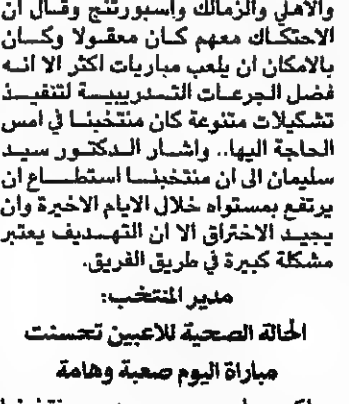 والاهلي والزمالك واسبورتنج وقال ان
الاحتكاك معهم كان معقولا وكان
بالامكان ان يلعب مباريات اكثر الا انه
فضل الجرعات التدريبية لتنفيذ
تشكيلات متنوعة كان منتخبنا في امس
الحاجة اليها.. واشار الدكتور سيد
سليمان الى ان منتخبنا استطاع ان
يرتفع بمستواه خلال الايام الاخيرة وان
يجيد الاختراق الا ان التهديف يعتبر
مشكلة كبيرة في طريق الفريق.
مدير المنتخب:
الحالة الصحية للاعبين تحسنت
مباراة اليوم صعبة وهامة